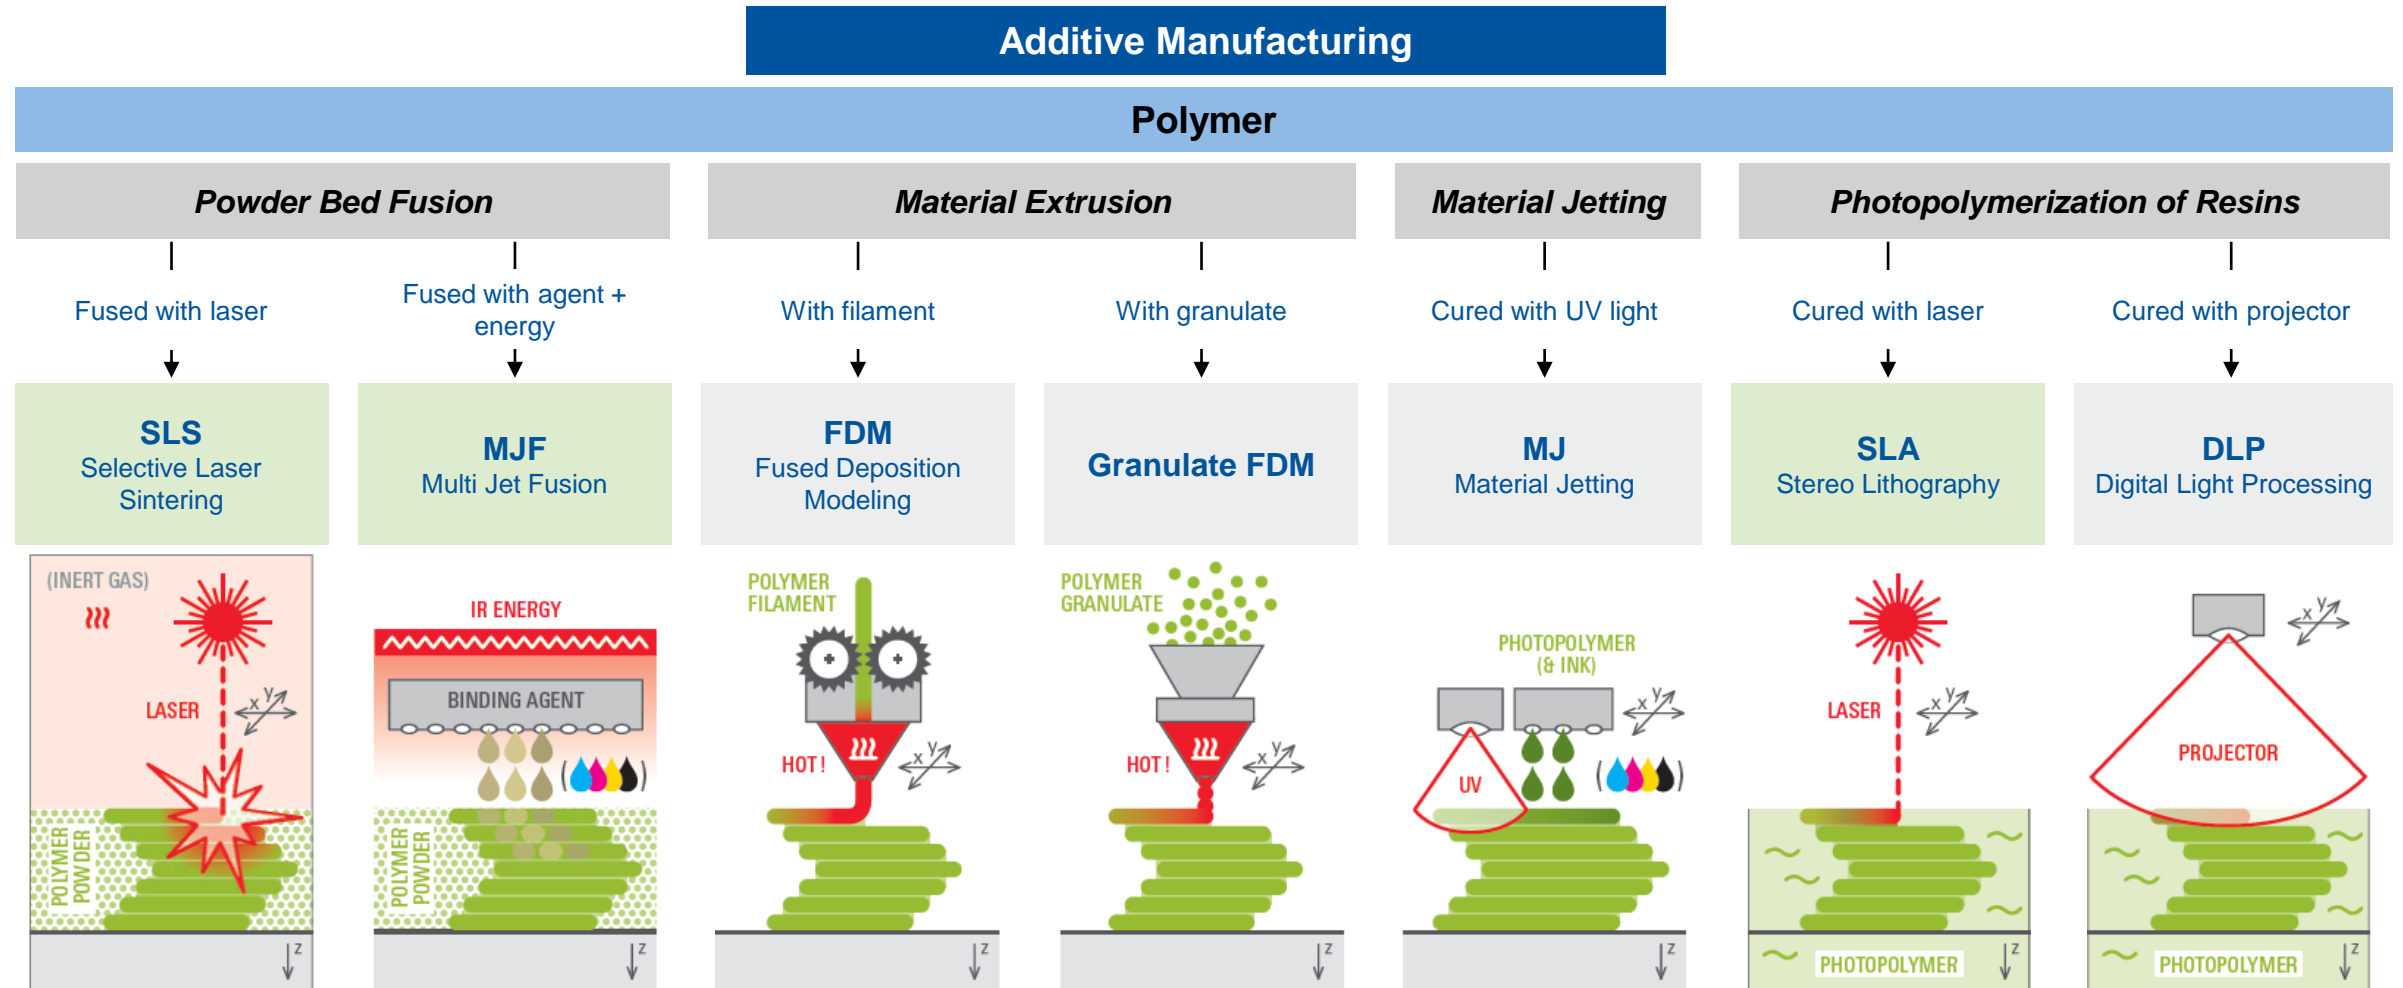 Additive Manufacturing
Polymer
Powder Bed Fusion
Material Extrusion
Material Jetting
Photopolymerization of Resins
Fused with laser
Fused with agent +
energy
With filament
With granulate
Cured with UV light
Cured with laser
Cured with projector
SLS
Selective Laser
Sintering
MJF
Multi Jet Fusion
FDM
Fused Deposition
Modeling
Granulate FDM
MJ
Material Jetting
SLA
Stereo Lithography
DLP
Digital Light Processing
(INERT GAS)
LASER
x y
POLYMER
POWDER
z
IR ENERGY
BINDING AGENT
POLYMER
POWDER
z
POLYMER
FILAMENT
HOT!
x y
z
POLYMER
GRANULATE
HOT!
x y
z
PHOTOPOLYMER
(& INK)
x y
UV
z
LASER
x y
PHOTOPOLYMER
z
x y
PROJECTOR
PHOTOPOLYMER
z